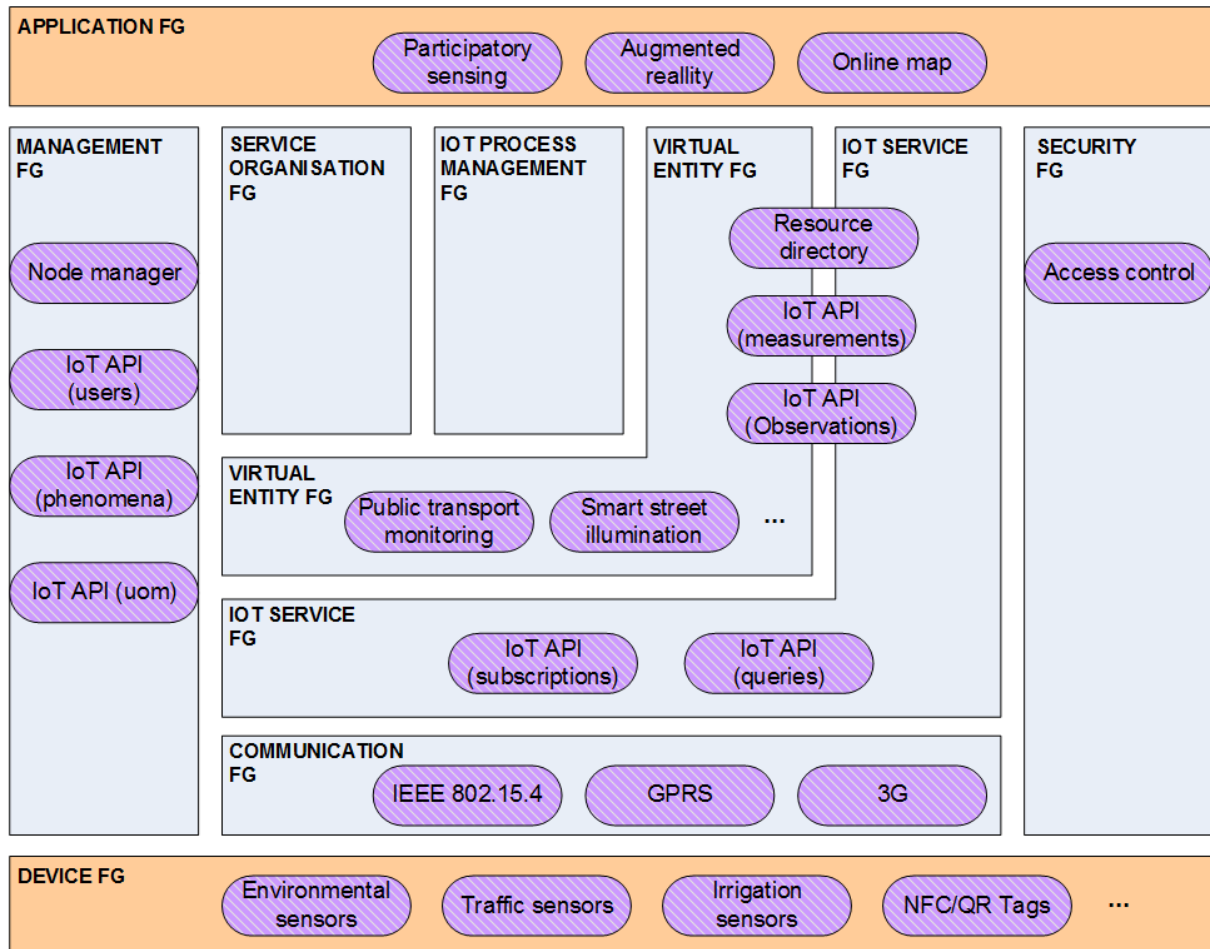 APPLICATION FG
Participatory
sensing
Augmented
reallity
Online map
MANAGEMENT
FG
Node manager
IoT API
(users)
IoT API
(phenomena)
IoT API (uom)
SERVICE
ORGANISATION
FG
IOT PROCESS
MANAGEMENT
FG
VIRTUAL
ENTITY FG
IOT SERVICE
FG
Resource
directory
IoT API
(measurements)
IoT API
(Observations)
SECURITY
FG
Access control
VIRTUAL
ENTITY FG
Public transport
monitoring
Smart street
illumination
...
IOT SERVICE
FG
IoT API
(subscriptions)
IoT API
(queries)
COMMUNICATION
FG
IEEE 802.15.4
GPRS
3G
DEVICE FG
Environmental
sensors
Traffic sensors
Irrigation
sensors
NFC/QR Tags
...